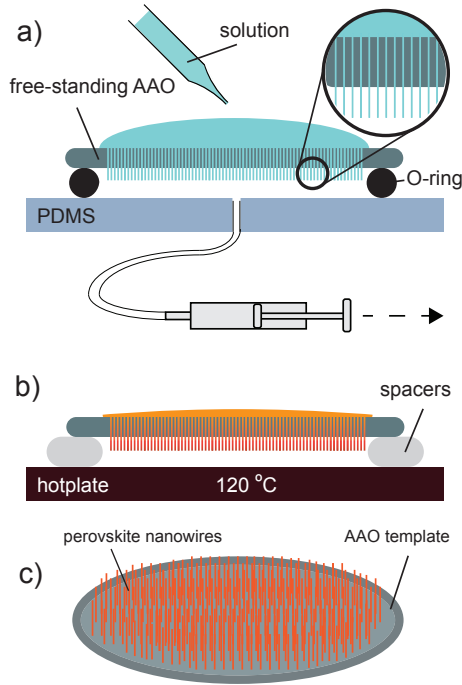 a)
solution
free-standing AAO
O-ring
PDMS
b)
spacers
hotplate
120 °C
perovskite nanowires
AAO template
c)